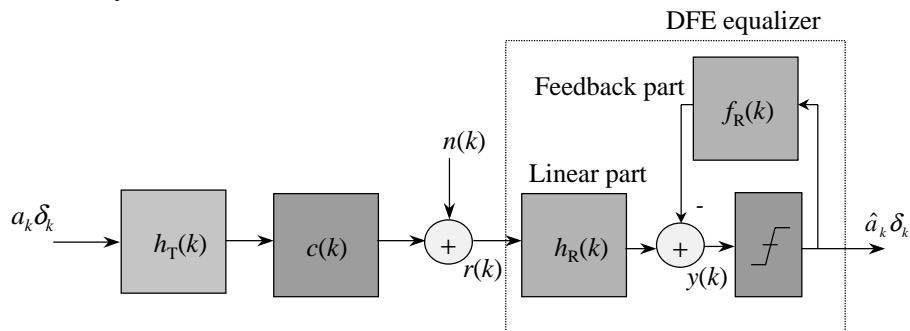 DFE equalizer
Feedback part
f_R(k)
n(k)
Linear part
a_k δ_k
h_T(k)
c(k)
+
r(k)
h_R(k)
-
+
y(k)
â_k δ_k